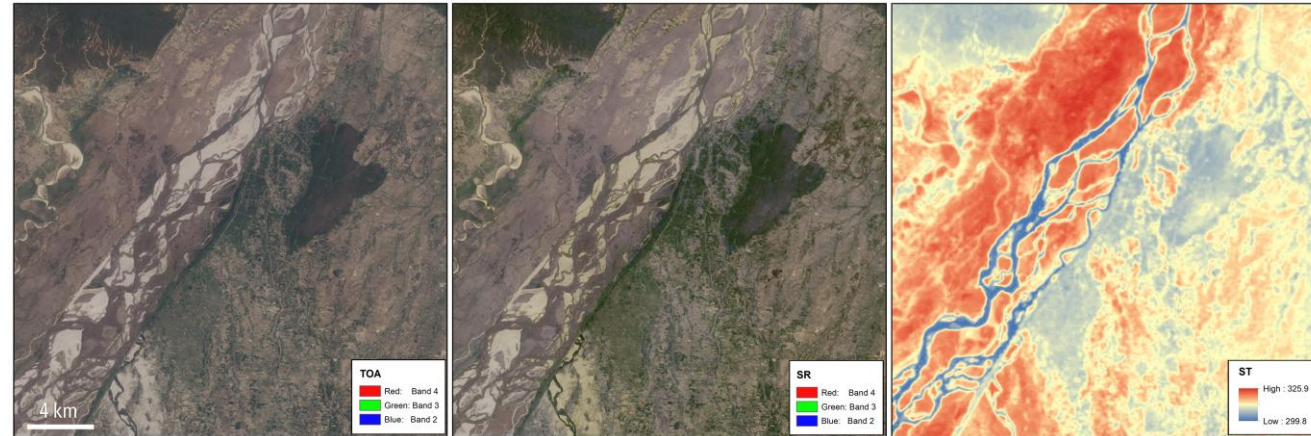 TOA
Red: Band 4
Green: Band 3
Blue: Band 2
4 km
SR
Red: Band 4
Green: Band 3
Blue: Band 2
ST
High : 325.9
Low : 299.8